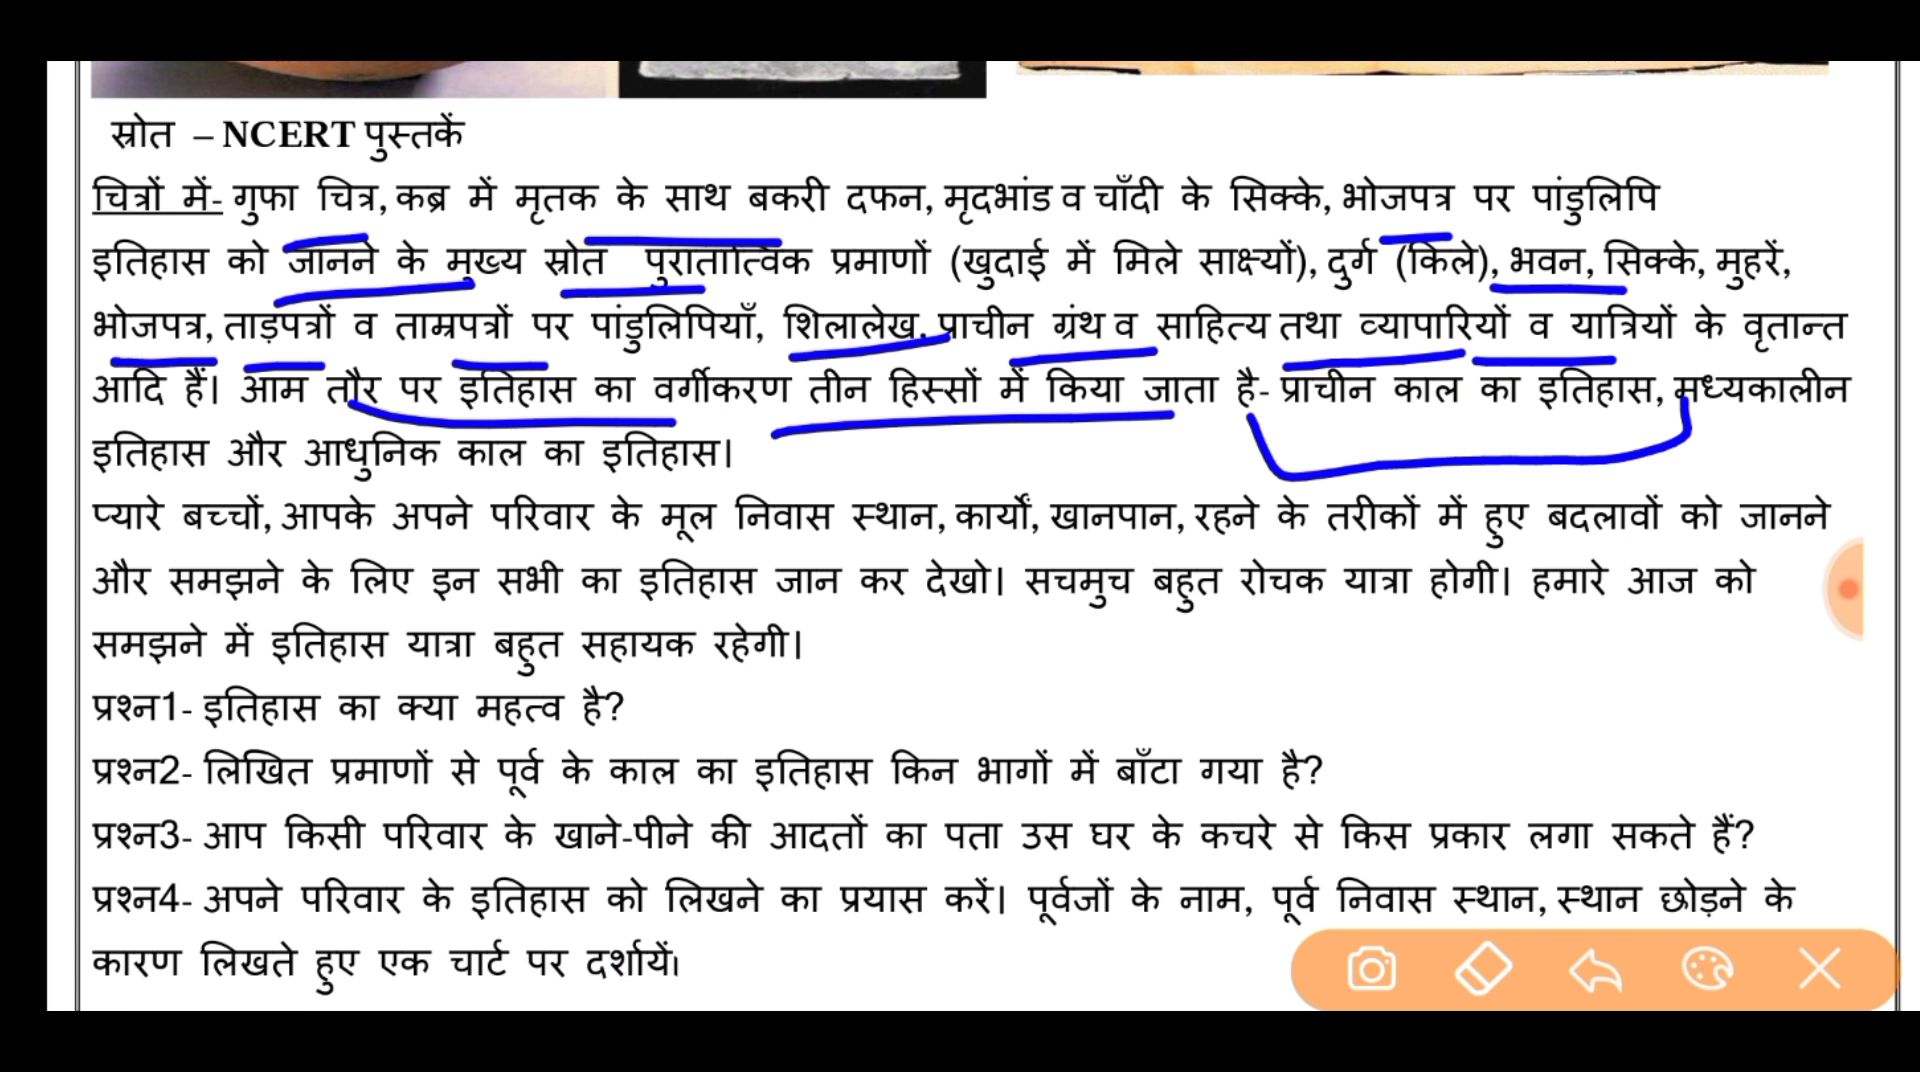 स्रोत – NCERT पुस्तकें
चित्रों में- गुफा चित्र, कब्र में मृतक के साथ बकरी दफन, मृदभांड व चाँदी के सिक्के, भोजपत्र पर पांडुलिपि
इतिहास को जानने के मुख्य स्रोत पुरातात्विक प्रमाणों (खुदाई में मिले साक्ष्यों), दुर्ग (किले), भवन, सिक्के, मुहरें,
भोजपत्र, ताड़पत्रों व ताम्रपत्रों पर पांडुलिपियाँ, शिलालेख, प्राचीन ग्रंथ व साहित्य तथा व्यापारियों व यात्रियों के वृतान्त
आदि हैं। आम तौर पर इतिहास का वर्गीकरण तीन हिस्सों में किया जाता है- प्राचीन काल का इतिहास, मध्यकालीन
इतिहास और आधुनिक काल का इतिहास।
प्यारे बच्चों, आपके अपने परिवार के मूल निवास स्थान, कार्यों, खानपान, रहने के तरीकों में हुए बदलावों को जानने
और समझने के लिए इन सभी का इतिहास जान कर देखो। सचमुच बहुत रोचक यात्रा होगी। हमारे आज को
समझने में इतिहास यात्रा बहुत सहायक रहेगी।
प्रश्न1- इतिहास का क्या महत्व है?
प्रश्न2- लिखित प्रमाणों से पूर्व के काल का इतिहास किन भागों में बाँटा गया है?
प्रश्न3- आप किसी परिवार के खाने-पीने की आदतों का पता उस घर के कचरे से किस प्रकार लगा सकते हैं?
प्रश्न4- अपने परिवार के इतिहास को लिखने का प्रयास करें। पूर्वजों के नाम, पूर्व निवास स्थान, स्थान छोड़ने के
कारण लिखते हुए एक चार्ट पर दर्शायें।